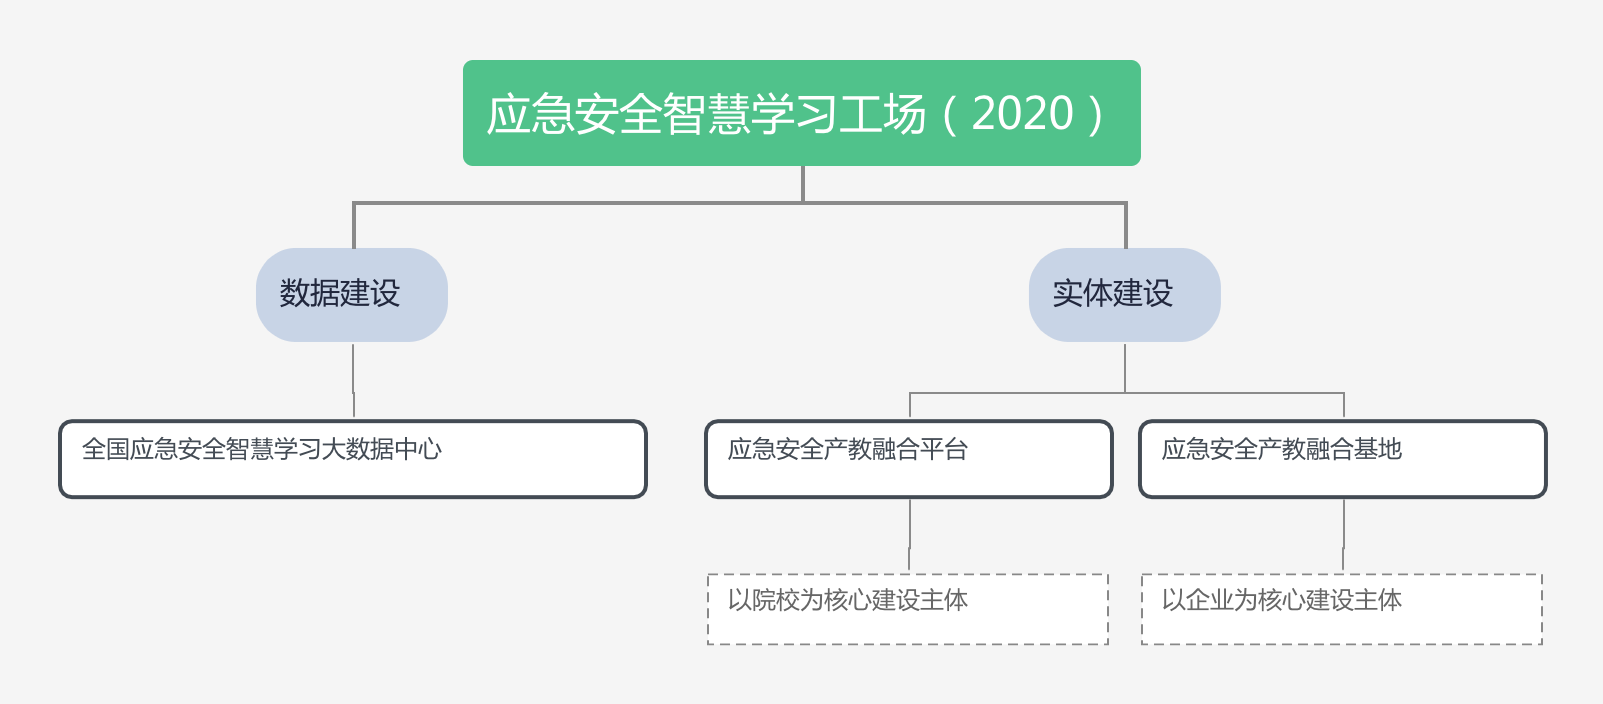 应急安全智慧学习工场（2020）
数据建设
实体建设
全国应急安全智慧学习大数据中心
应急安全产教融合平台
应急安全产教融合基地
以院校为核心建设主体
以企业为核心建设主体